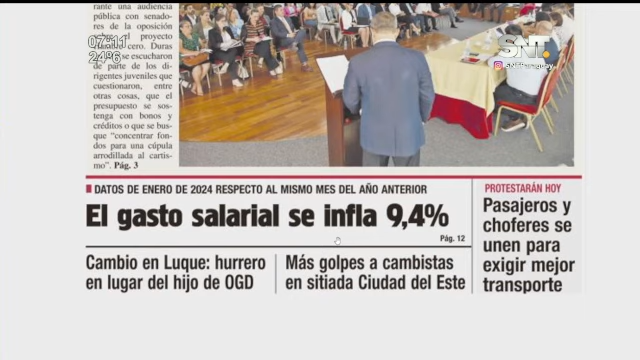 rante una audiencia
pública con senado-
res de la oposición
07:11
24°6
cero. Duras
se escucharon
de parte de los di-
rigentes juveniles que
cuestionaron, entre
otras cosas, que el
presupuesto se sos-
tenga con bonos y
créditos o que se bus-
que “concentrar fon-
dos para una cúpula
arrodillada al cartis-
mo”. Pág. 3
SNT
SNTParaguay
DATOS DE ENERO DE 2024 RESPECTO AL MISMO MES DEL AÑO ANTERIOR
El gasto salarial se infla 9,4%
Pág. 12
Cambio en Luque: hurrero
en lugar del hijo de OGD
Más golpes a cambistas
en sitiada Ciudad del Este
PROTESTARÁN HOY
Pasajeros y
choferes se
unen para
exigir mejor
transporte